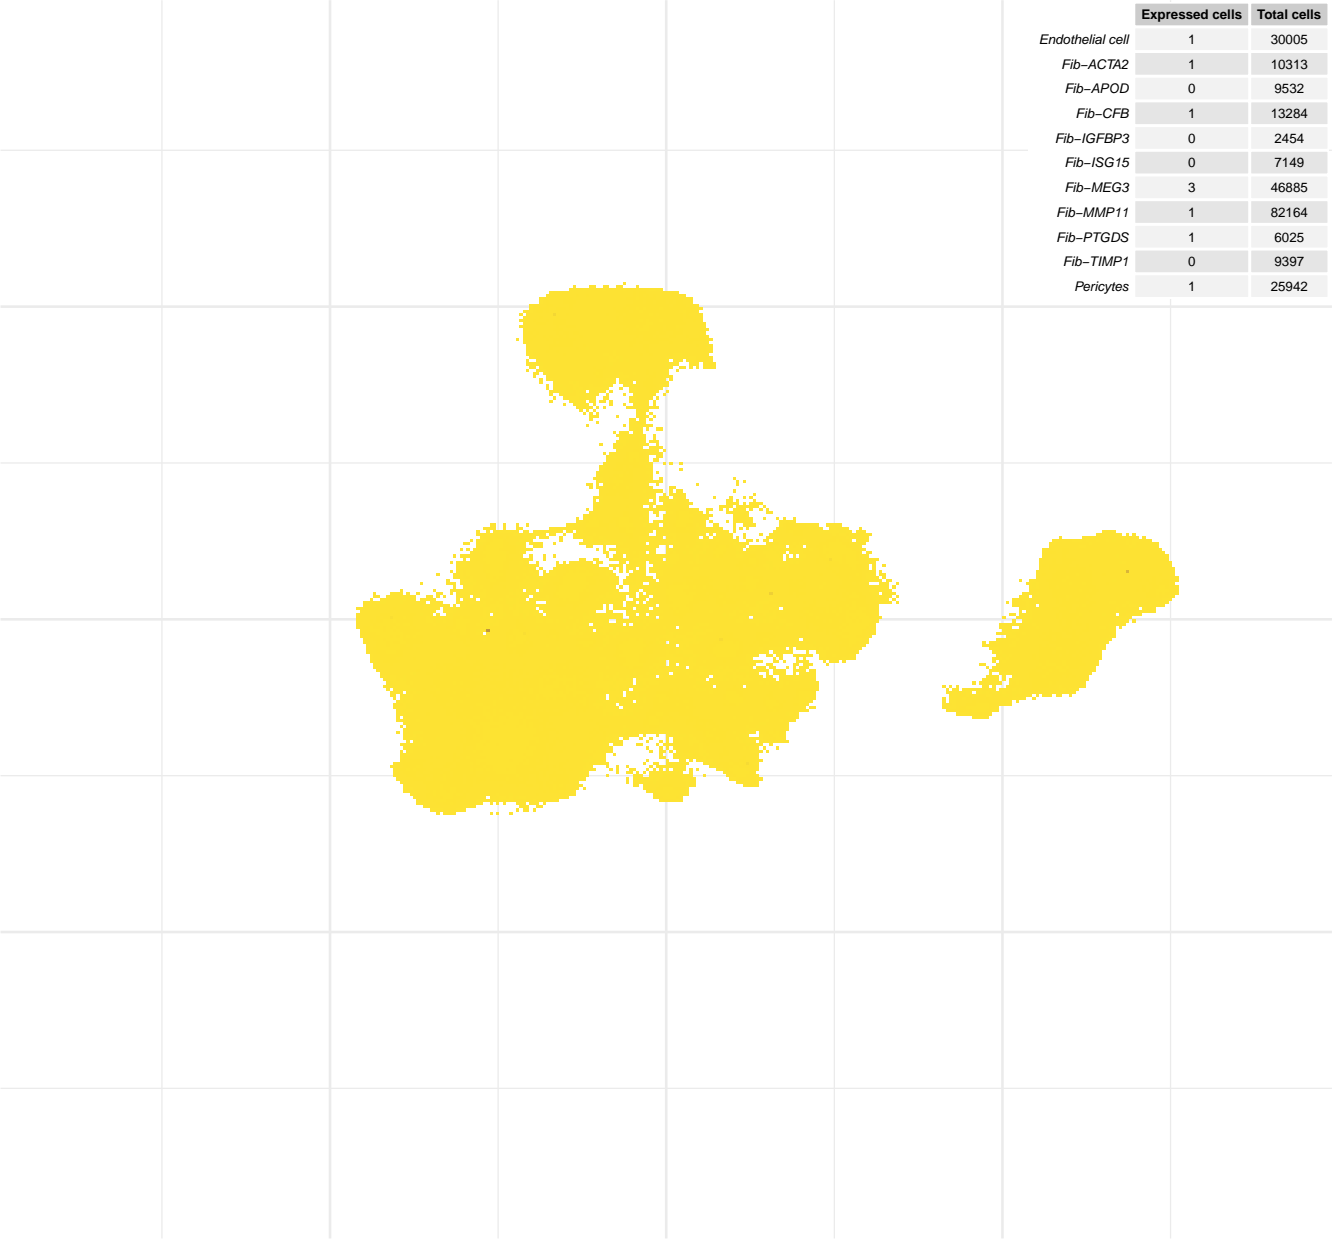 Expressed cells Total cells
Endothelial cell 1 30005
Fib−ACTA2 1 10313
Fib−APOD 0 9532
Fib−CFB 1 13284
Fib−IGFBP3 0 2454
Fib−ISG15 0 7149
Fib−MEG3 3 46885
Fib−MMP11 1 82164
Fib−PTGDS 1 6025
Fib−TIMP1 0 9397
Pericytes 1 25942